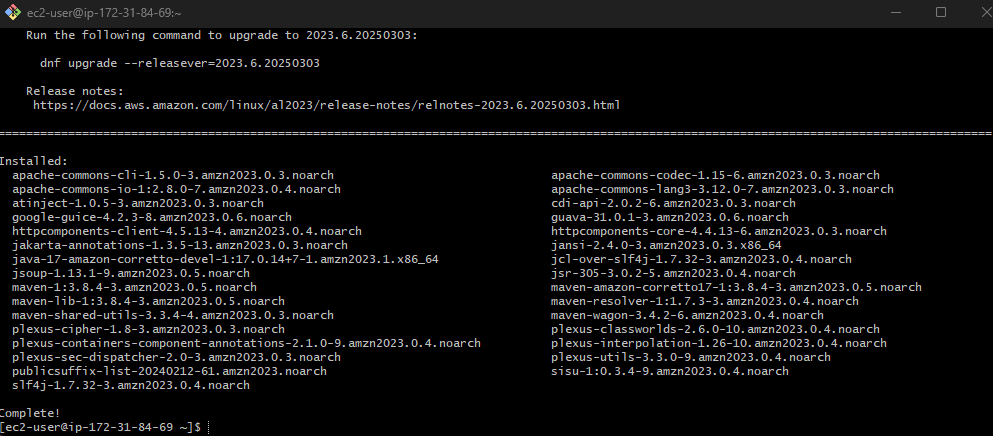 ec2-user@ip-172-31-84-69:~
Run the following command to upgrade to 2023.6.20250303:
dnf upgrade --releasever=2023.6.20250303
Release notes:
https://docs.aws.amazon.com/linux/al2023/release-notes/relnotes-2023.6.20250303.html
================================================================================================================================================
Installed:
apache-commons-cli-1.5.0-3.amzn2023.0.3.noarch apache-commons-codec-1.15-6.amzn2023.0.3.noarch
apache-commons-io-1:2.8.0-7.amzn2023.0.4.noarch apache-commons-lang3-3.12.0-7.amzn2023.0.3.noarch
atinject-1.0.5-3.amzn2023.0.3.noarch cdi-api-2.0.2-6.amzn2023.0.3.noarch
google-guice-4.2.3-8.amzn2023.0.6.noarch guava-31.0.1-3.amzn2023.0.6.noarch
httpcomponents-client-4.5.13-4.amzn2023.0.4.noarch httpcomponents-core-4.4.13-6.amzn2023.0.3.noarch
jakarta-annotations-1.3.5-13.amzn2023.0.3.noarch jansi-2.4.0-3.amzn2023.0.3.x86_64
java-17-amazon-corretto-devel-1:17.0.14+7-1.amzn2023.1.x86_64 jcl-over-slf4j-1.7.32-3.amzn2023.0.4.noarch
jsoup-1.13.1-9.amzn2023.0.5.noarch jsr-305-3.0.2-5.amzn2023.0.4.noarch
maven-1:3.8.4-3.amzn2023.0.5.noarch maven-amazon-corretto17-1:3.8.4-3.amzn2023.0.5.noarch
maven-lib-1:3.8.4-3.amzn2023.0.5.noarch maven-resolver-1:1.7.3-3.amzn2023.0.4.noarch
maven-shared-utils-3.3.4-4.amzn2023.0.3.noarch maven-wagon-3.4.2-6.amzn2023.0.4.noarch
plexus-cipher-1.8-3.amzn2023.0.3.noarch plexus-classworlds-2.6.0-10.amzn2023.0.4.noarch
plexus-containers-component-annotations-2.1.0-9.amzn2023.0.4.noarch plexus-interpolation-1.26-10.amzn2023.0.4.noarch
plexus-sec-dispatcher-2.0-3.amzn2023.0.3.noarch plexus-utils-3.3.0-9.amzn2023.0.4.noarch
publicsuffix-list-20240212-61.amzn2023.noarch sisu-1:0.3.4-9.amzn2023.0.4.noarch
slf4j-1.7.32-3.amzn2023.0.4.noarch
Complete!
[ec2-user@ip-172-31-84-69 ~]$